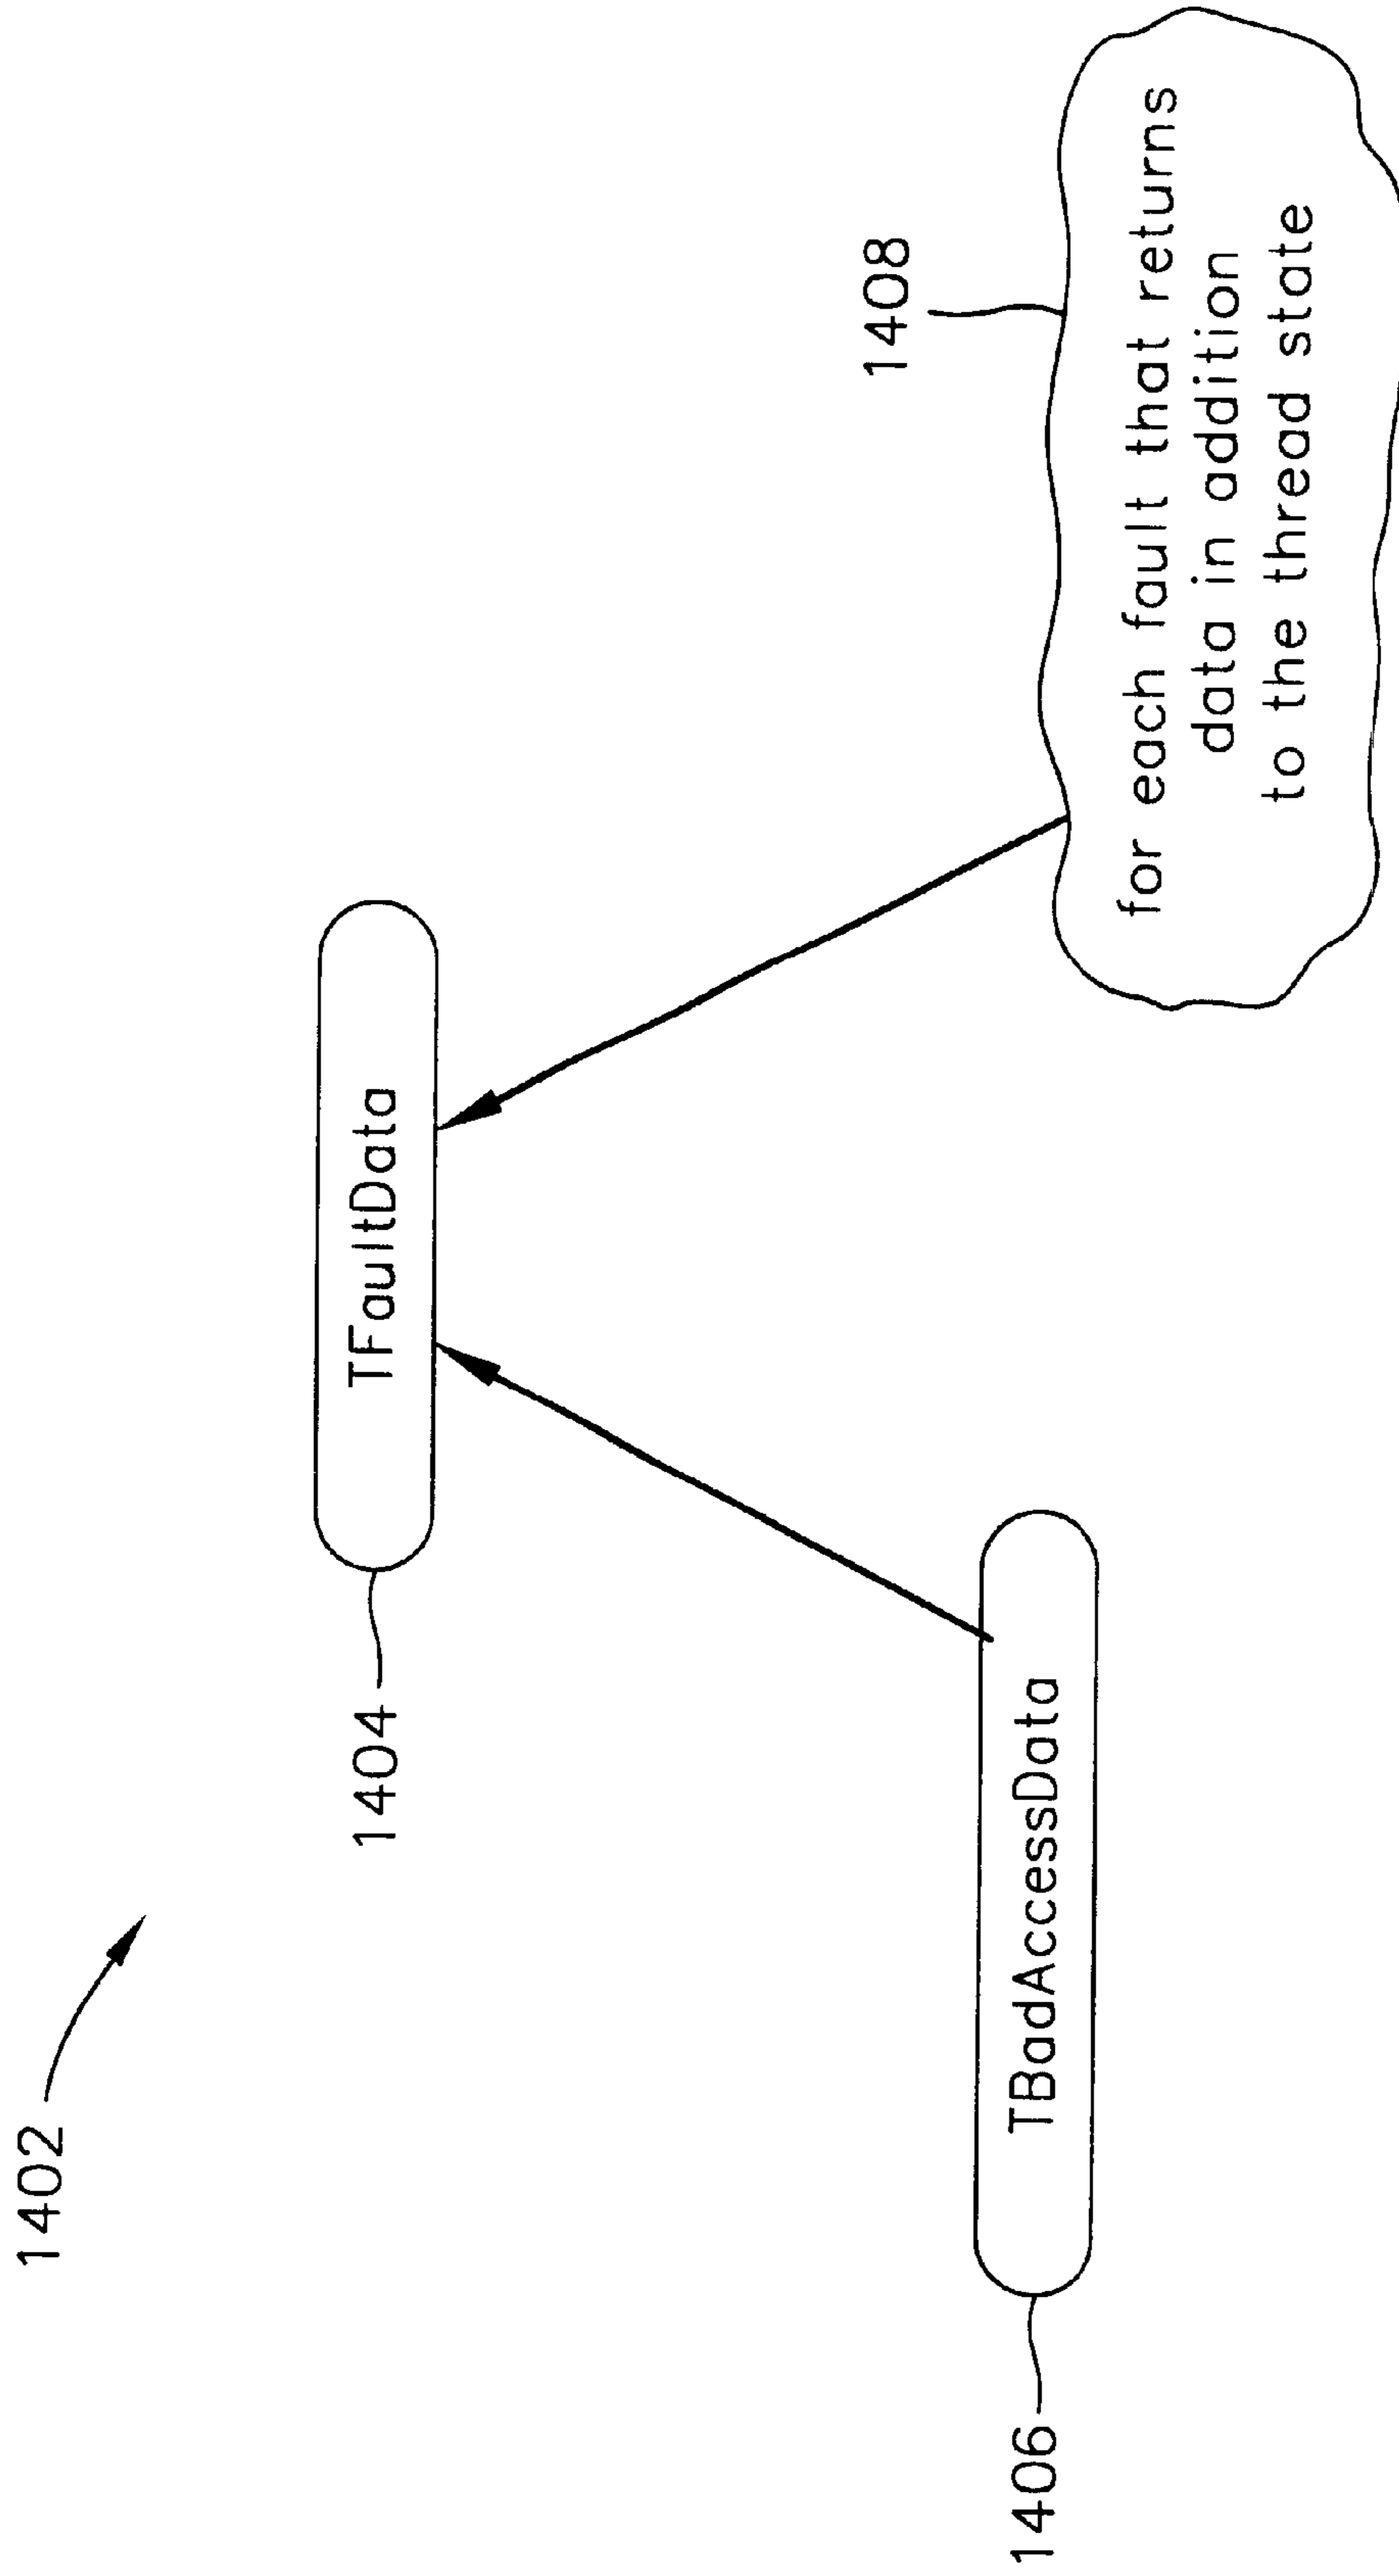 1402
1404
TFaultData
1408
1406
TBadAccessData
for each fault that returns
data in addition
to the thread state